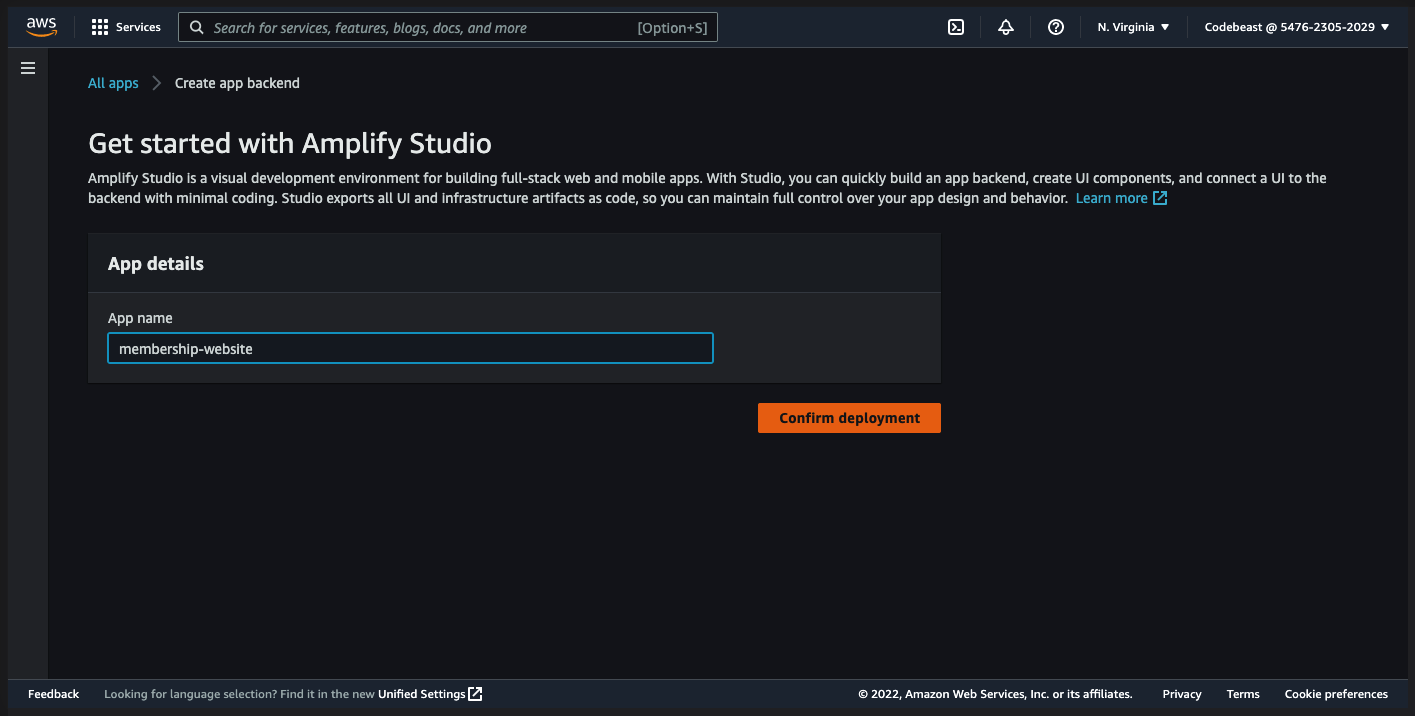 aws
Services
Search for services, features, blogs, docs, and more
[Option+S]
N. Virginia
Codebeast @ 5476-2305-2029
All apps
Create app backend
Get started with Amplify Studio
Amplify Studio is a visual development environment for building full-stack web and mobile apps. With Studio, you can quickly build an app backend, create UI components, and connect a UI to the
backend with minimal coding. Studio exports all UI and infrastructure artifacts as code, so you can maintain full control over your app design and behavior. Learn more
App details
App name
membership-website
Confirm deployment
Feedback
Looking for language selection? Find it in the new Unified Settings
© 2022, Amazon Web Services, Inc. or its affiliates.
Privacy
Terms
Cookie preferences